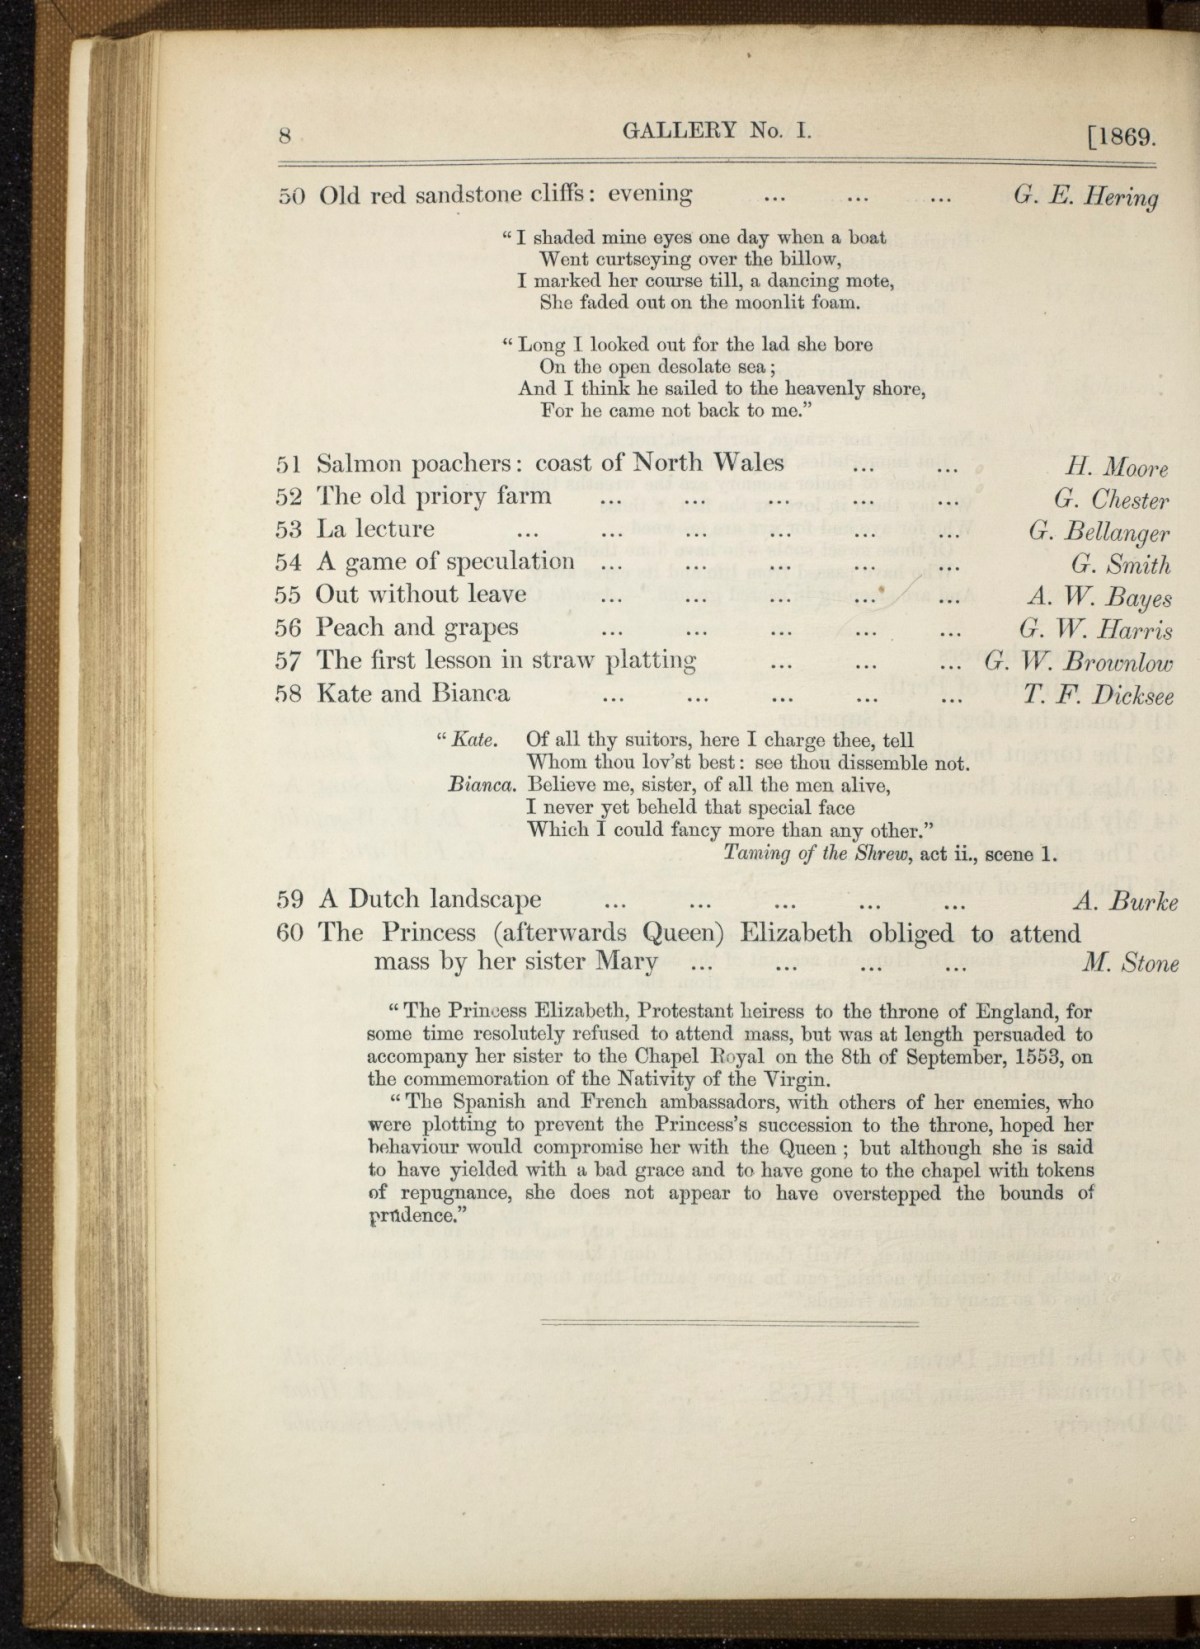 8 GALLERY No. I. [1869.
50 Old red sandstone cliffs: evening ... ... ... G. E. Hering
“ I shaded mine eyes one day when a boat
Went curtseying over the billow,
I marked her course till, a dancing mote,
She faded out on the moonlit foam.
“ Long I looked out for the lad she bore
On the open desolate sea;
And I think he sailed to the heavenly shore,
For he came not back to me.”
51 Salmon poachers: coast of North Wales ... ... H. Moore
52 The old priory farm ... ... ... ... ... G. Chester
53 La lecture ... ... ... ... ... ... G. Bellanger
54 A game of speculation ... ... ... ... ... G. Smith
55 Out without leave ... ... ... ... ... A. W. Bayes
56 Peach and grapes ... ... ... ... ... G. W. Harris
57 The first lesson in straw platting ... ... ... G. W. Brownlow
58 Kate and Bianca ... ... ... ... ... T. F. Dicksee
“ Kate. Of all thy suitors, here I charge thee, tell
Whom thou lov'st best: see thou dissemble not.
Bianca. Believe me, sister, of all the men alive,
I never yet beheld that special face
Which I could fancy more than any other.”
Taming of the Shrew, act ii., scene 1.
59 A Dutch landscape ... ... ... ... ... A. Burke
60 The Princess (afterwards Queen) Elizabeth obliged to attend
mass by her sister Mary ... ... ... ... M. Stone
“ The Princess Elizabeth, Protestant heiress to the throne of England, for
some time resolutely refused to attend mass, but was at length persuaded to
accompany her sister to the Chapel Royal on the 8th of September, 1553, on
the commemoration of the Nativity of the Virgin.
“ The Spanish and French ambassadors, with others of her enemies, who
were plotting to prevent the Princess's succession to the throne, hoped her
behaviour would compromise her with the Queen; but although she is said
to have yielded with a bad grace and to have gone to the chapel with tokens
of repugnance, she does not appear to have overstepped the bounds of
prudence.”